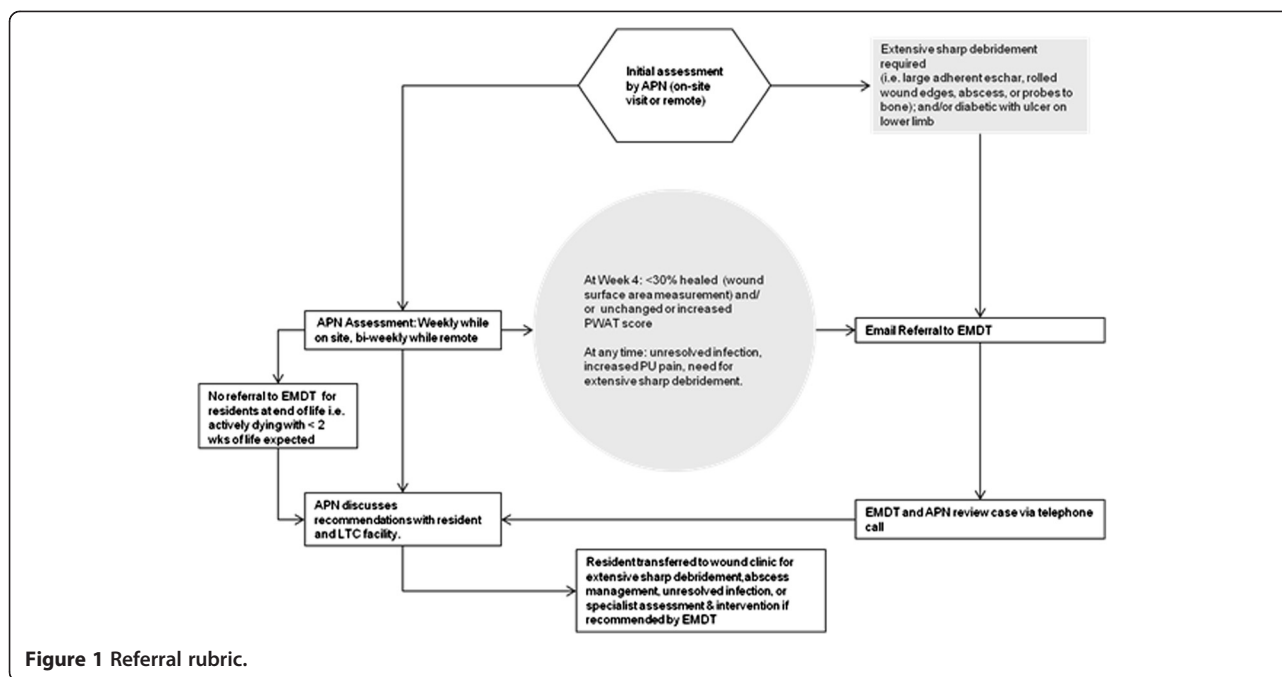 Initial assessment
by APN (on-site
visit or remote)
Extensive sharp debridement
required
(i.e. large adherent eschar, rolled
wound edges, abscess, or probes to
bone); and/or diabetic with ulcer on
lower limb
At Week 4: <30% healed (wound
surface area measurement) and/
or unchanged or increased
PWAT score
At any time: unresolved infection,
increased PU pain, need for
extensive sharp debridement.
APN Assessment: Weekly while
on site, bi-weekly while remote
Email Referral to EMDT
No referral to EMDT for
residents at end of life i.e.
actively dying with < 2
wks of life expected
APN discusses
recommendations with resident
and LTC facility.
EMDT and APN review case via telephone
call
Resident transferred to wound clinic for
extensive sharp debridement, abscess
management, unresolved infection, or
specialist assessment & intervention if
recommended by EMDT
Figure 1 Referral rubric.